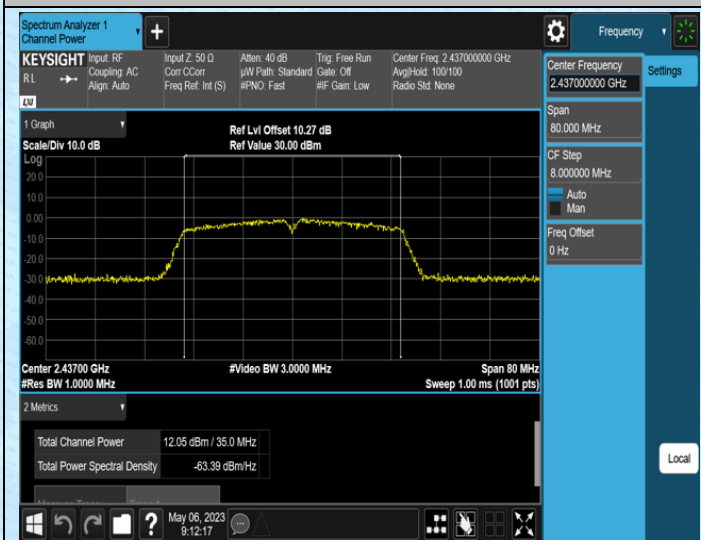 Spectrum Analyzer 1
Channel Power
Frequency
KEYSIGHT
RL
LXI
Input: RF
Coupling: AC
Align: Auto
Input Z: 50 Ω
Corr CCorr
Freq Ref: Int (S)
Atten: 40 dB
µW Path: Standard
#PNO: Fast
Trig: Free Run
Gate: Off
#IF Gain: Low
Center Freq: 2.437000000 GHz
Avg|Hold: 100/100
Radio Std: None
Center Frequency
2.437000000 GHz
Settings
Span
80.000 MHz
CF Step
8.000000 MHz
Auto
Man
Freq Offset
0 Hz
1 Graph
Scale/Div 10.0 dB
Ref Lvl Offset 10.27 dB
Ref Value 30.00 dBm
Log
20.0
10.0
0.00
-10.0
-20.0
-30.0
-40.0
-50.0
-60.0
Center 2.43700 GHz
#Video BW 3.0000 MHz
Span 80 MHz
#Res BW 1.0000 MHz
Sweep 1.00 ms (1001 pts)
2 Metrics
Total Channel Power 12.05 dBm / 35.0 MHz
Total Power Spectral Density -63.39 dBm/Hz
Local
May 06, 2023
9:12:17